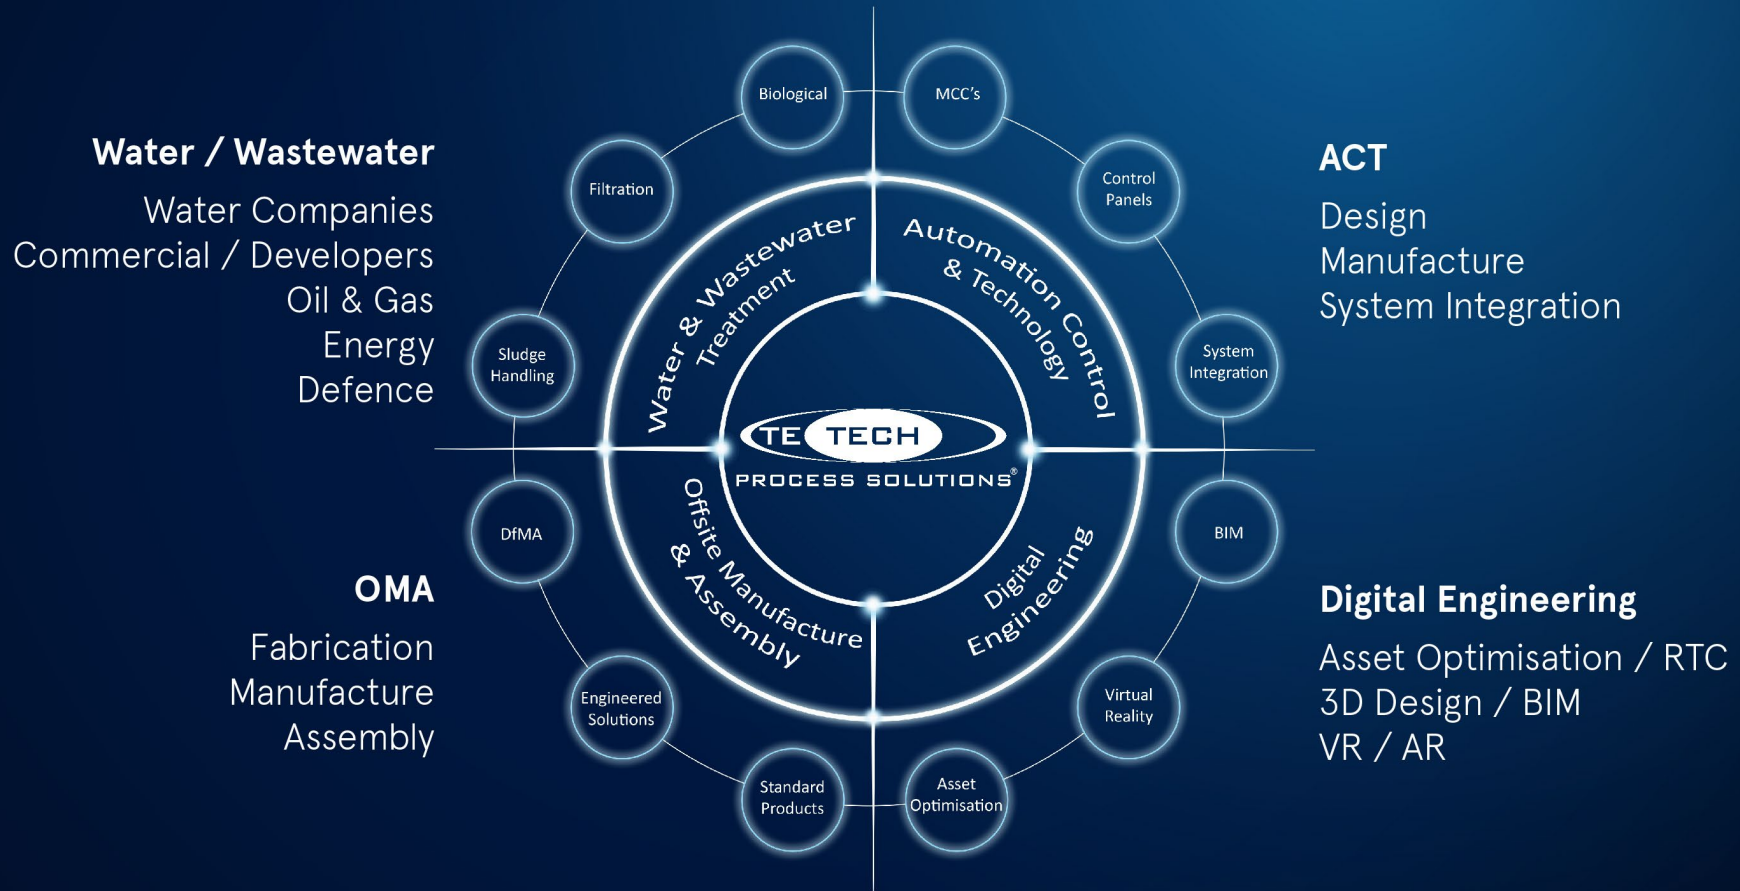 Water / Wastewater
Water Companies
Commercial / Developers
Oil & Gas
Energy
Defence
ACT
Design
Manufacture
System Integration
OMA
Fabrication
Manufacture
Assembly
Digital Engineering
Asset Optimisation / RTC
3D Design / BIM
VR / AR
Biological
Filtration
Sludge
Handling
MCC's
Control
Panels
System
Integration
DfMA
Engineered
Solutions
Standard
Products
BIM
Virtual
Reality
Asset
Optimisation
Water & Wastewater
Treatment
Automation Control
& Technology
Offsite Manufacture
& Assembly
Digital
Engineering
TE TECH
PROCESS SOLUTIONS®